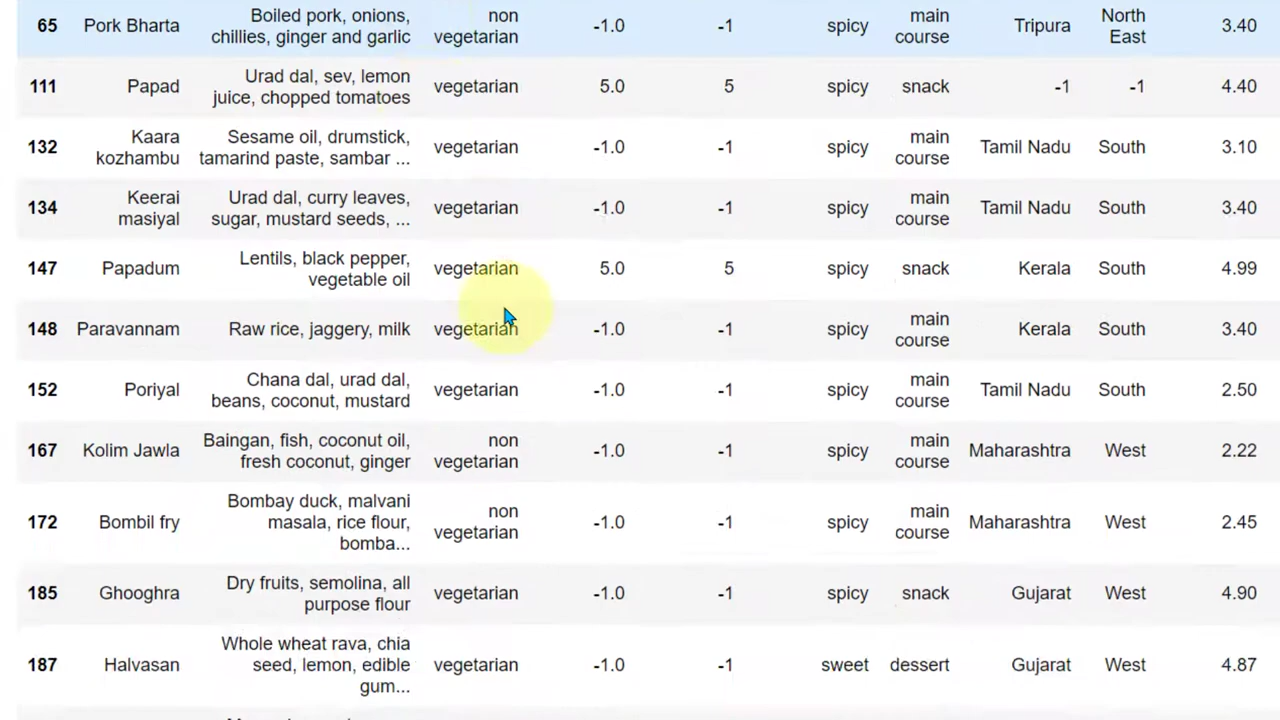 65 Pork Bharta Boiled pork, onions, chillies, ginger and garlic non vegetarian -1.0 -1 spicy main course Tripura North East 3.40
111 Papad Urad dal, sev, lemon juice, chopped tomatoes vegetarian 5.0 5 spicy snack -1 -1 4.40
132 Kaara kozhambu Sesame oil, drumstick, tamarind paste, sambar ... vegetarian -1.0 -1 spicy main course Tamil Nadu South 3.10
134 Keerai masiyal Urad dal, curry leaves, sugar, mustard seeds, ... vegetarian -1.0 -1 spicy main course Tamil Nadu South 3.40
147 Papadum Lentils, black pepper, vegetable oil vegetarian 5.0 5 spicy snack Kerala South 4.99
148 Paravannam Raw rice, jaggery, milk vegetarian -1.0 -1 spicy main course Kerala South 3.40
152 Poriyal Chana dal, urad dal, beans, coconut, mustard vegetarian -1.0 -1 spicy main course Tamil Nadu South 2.50
167 Kolim Jawla Baingan, fish, coconut oil, fresh coconut, ginger non vegetarian -1.0 -1 spicy main course Maharashtra West 2.22
172 Bombil fry Bombay duck, malvani masala, rice flour, bomba... non vegetarian -1.0 -1 spicy main course Maharashtra West 2.45
185 Ghooghra Dry fruits, semolina, all purpose flour vegetarian -1.0 -1 spicy snack Gujarat West 4.90
187 Halvasan Whole wheat rava, chia seed, lemon, edible gum... vegetarian -1.0 -1 sweet dessert Gujarat West 4.87